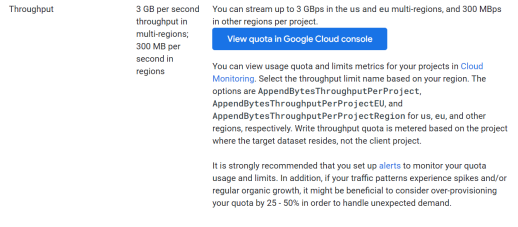 Throughput
3 GB per second
throughput in
multi-regions;
300 MB per
second in
regions
You can stream up to 3 GBps in the us and eu multi-regions, and 300 MBps
in other regions per project.
View quota in Google Cloud console
You can view usage quota and limits metrics for your projects in Cloud
Monitoring. Select the throughput limit name based on your region. The
options are AppendBytesThroughputPerProject,
AppendBytesThroughputPerProjectEU, and
AppendBytesThroughputPerProjectRegion for us, eu, and other
regions, respectively. Write throughput quota is metered based on the project
where the target dataset resides, not the client project.
It is strongly recommended that you set up alerts to monitor your quota
usage and limits. In addition, if your traffic patterns experience spikes and/or
regular organic growth, it might be beneficial to consider over-provisioning
your quota by 25 - 50% in order to handle unexpected demand.